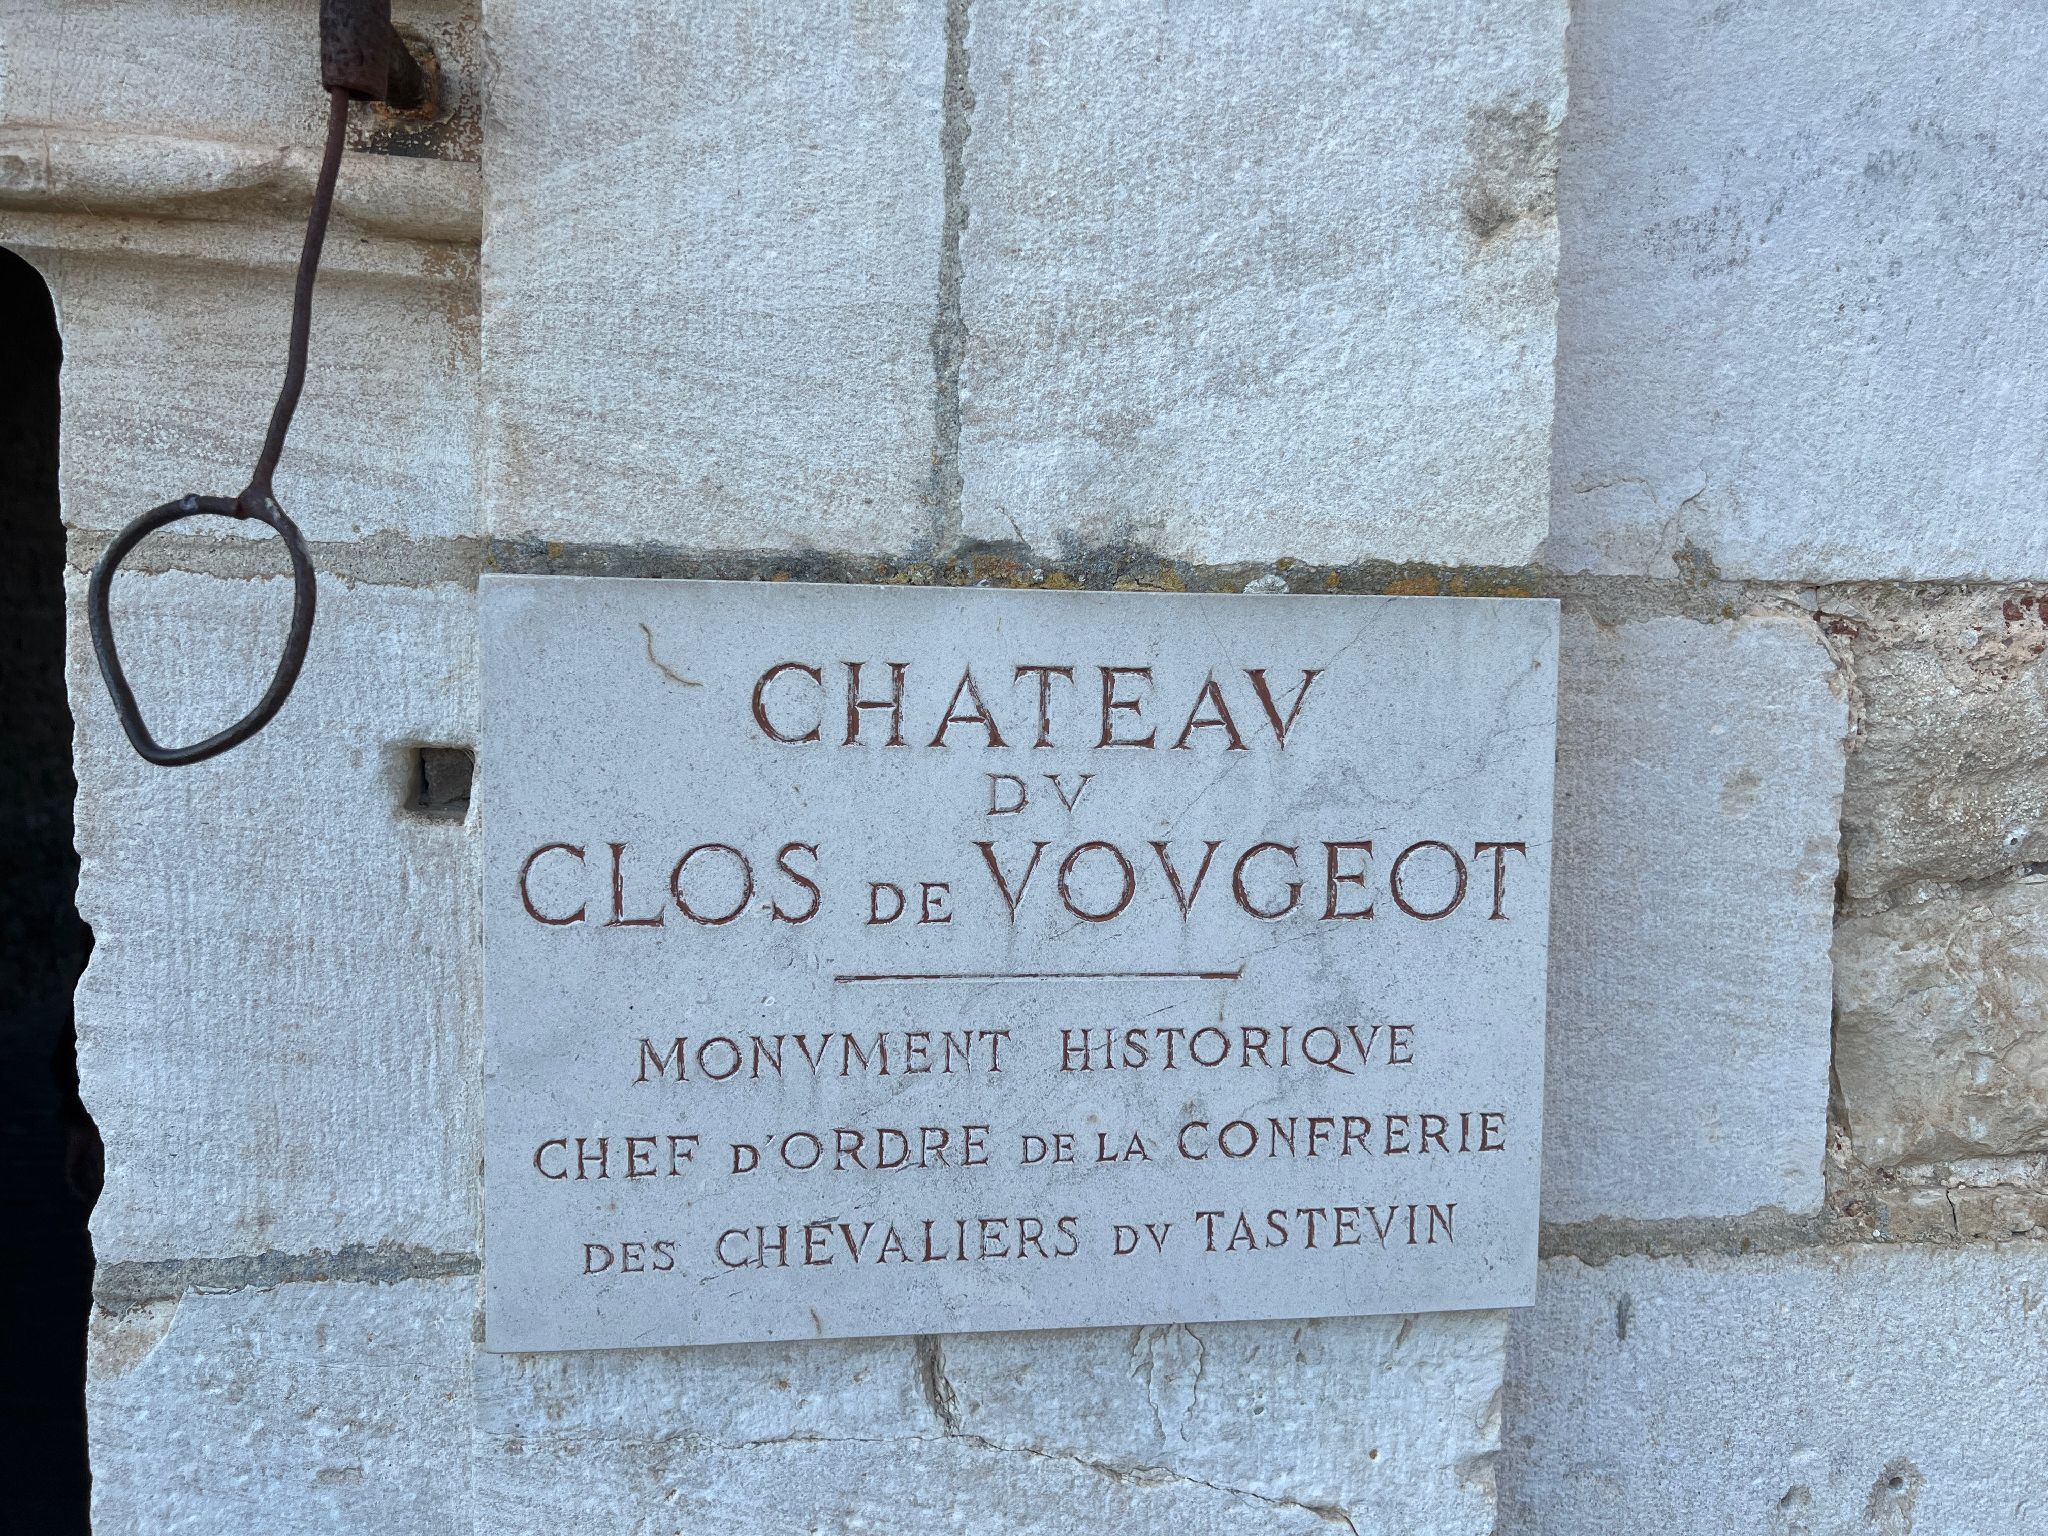 CHATEAV
DV
CLOS DE VOVGEOT
MONVMENT HISTORIQVE
CHEF D'ORDRE DE LA CONFRERIE
DES CHEVALIERS DV TASTEVIN